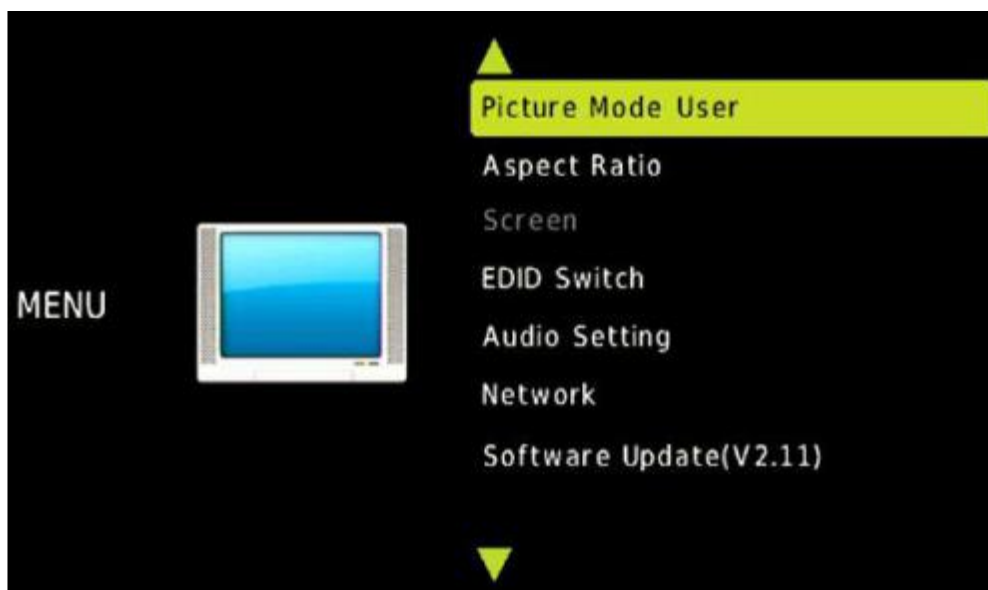 Picture Mode User
Aspect Ratio
Screen
EDID Switch
MENU
Audio Setting
Network
Software Update(V2.11)